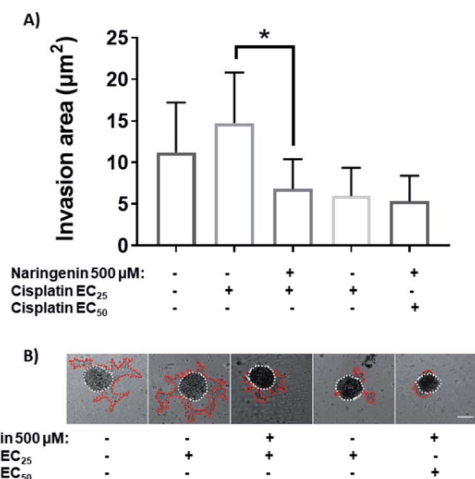 A)
*
25
20
15
10
5
0
Invasion area (µm²)
Naringenin 500 µM: - - + - +
Cisplatin EC₂₅: - + + + -
Cisplatin EC₅₀: - - - - +
B)
in 500 µM: - - + - +
EC₂₅: - + + + -
EC₅₀: - - - - +